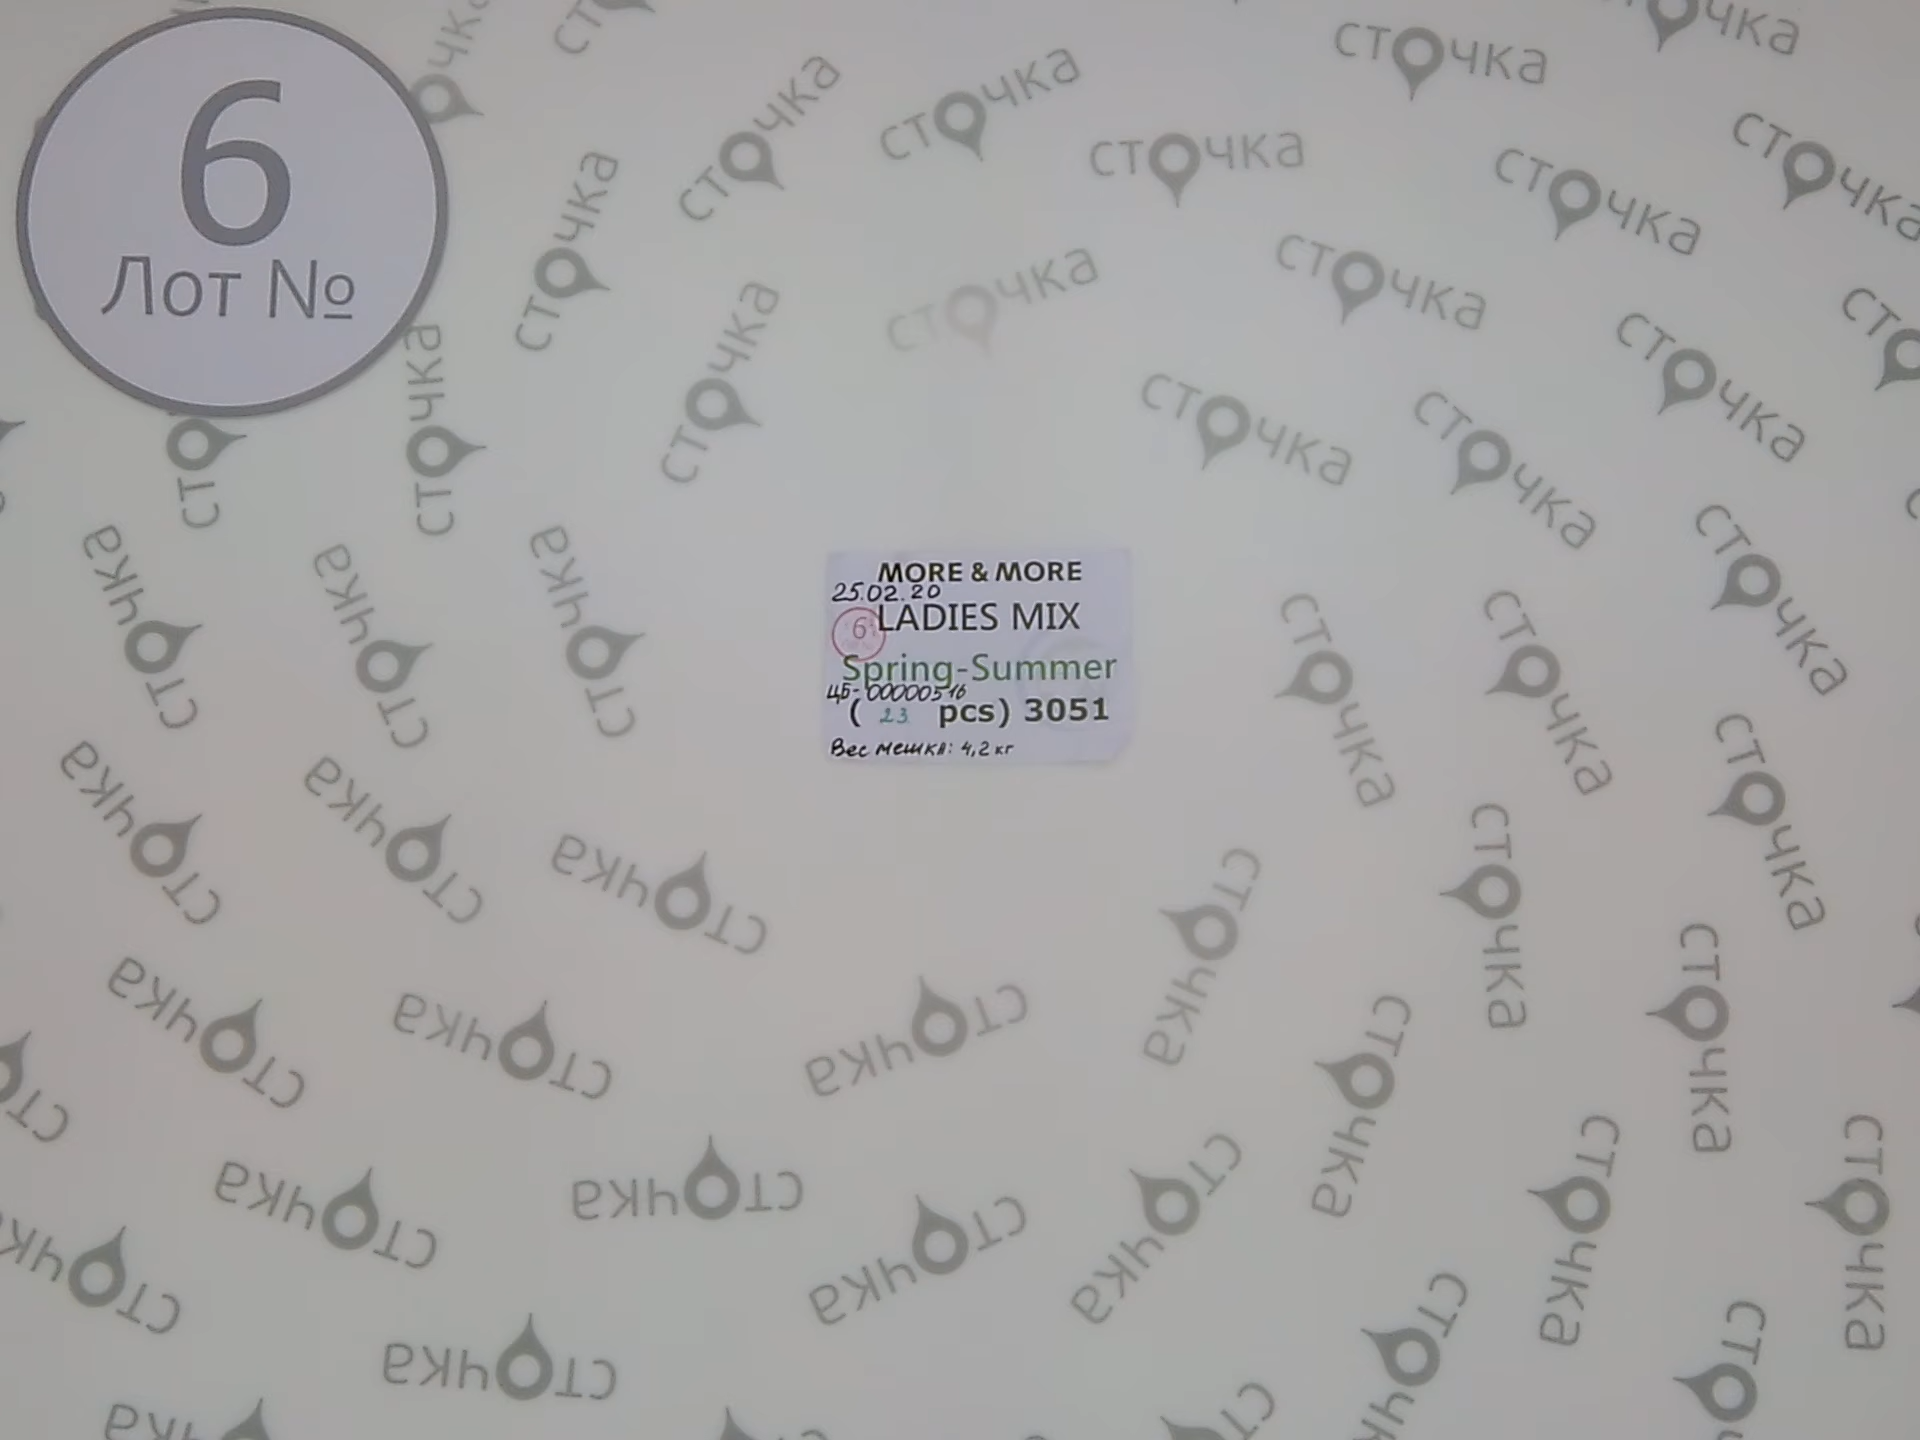 6
Лот №
MORE & MORE
25.02.20
LADIES MIX
6
Spring-Summer
ЦБ-00000516
( 23 pcs) 3051
Вес мешка: 4,2 кг
сточка